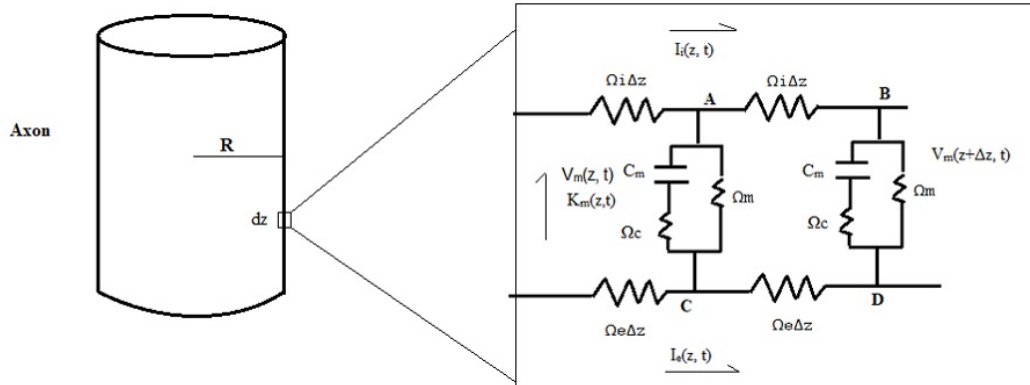 Axon
R
dz
Iᵢ(z, t)
ΩiΔz
A
ΩiΔz
B
Vₘ(z, t)
Kₘ(z,t)
Cₘ
Ωm
Ωc
Cₘ
Ωm
Ωc
Vₘ(z+Δz, t)
ΩeΔz
C
ΩeΔz
D
Iₑ(z, t)